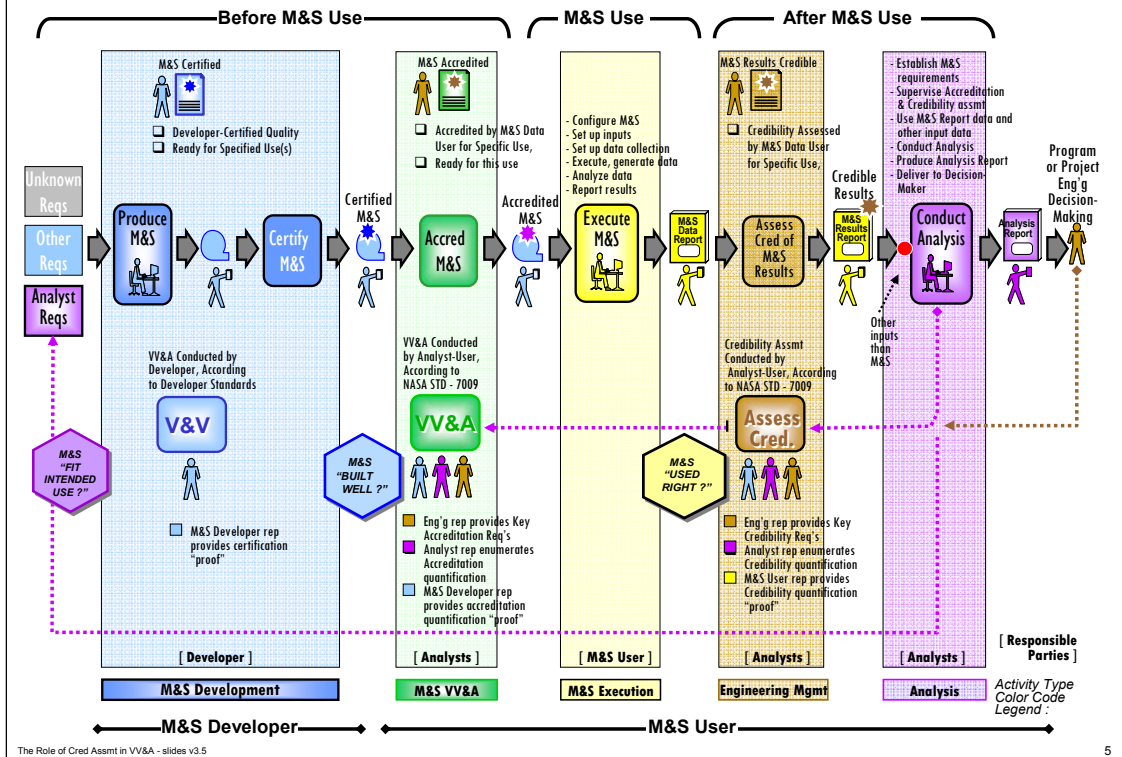 Before M&S Use
M&S Use
After M&S Use
M&S Certified
❑ Developer-Certified Quality
❑ Ready for Specified Use(s)
M&S Accredited
❑ Accredited by M&S Data
User for Specific Use,
❑ Ready for this use
- Configure M&S
- Set up inputs
- Set up data collection
- Execute, generate data
- Analyze data
- Report results
M&S Results Credible
❑ Credibility Assessed
by M&S Data User
for Specific Use,
- Establish M&S
requirements
- Supervise Accreditation
& Credibility assmt
- Use M&S Report data and
other input data
- Conduct Analysis
- Produce Analysis Report
- Deliver to Decision-
Maker
Unknown
Reqs
Other
Reqs
Analyst
Reqs
Produce
M&S
Certify
M&S
Certified
M&S
Accred
M&S
Accredited
M&S
Execute
M&S
M&S
Data
Report
Assess
Cred of
M&S
Results
Credible
Results
M&S
Results
Report
Conduct
Analysis
Analysis
Report
Program
or Project
Eng'g
Decision-
Making
Other
inputs
than
M&S
VV&A Conducted by
Developer, According
to Developer Standards
V&V
VV&A Conducted
by Analyst-User,
According to
NASA STD - 7009
VV&A
Credibility Assmt
Conducted by
Analyst-User, According
to NASA STD - 7009
Assess
Cred.
M&S
"FIT
INTENDED
USE ?"
M&S
"BUILT
WELL ?"
M&S
"USED
RIGHT ?"
M&S Developer rep
provides certification
"proof"
Eng'g rep provides Key
Accreditation Req's
Analyst rep enumerates
Accreditation
quantification
M&S Developer rep
provides accreditation
quantification "proof"
Eng'g rep provides Key
Credibility Req's
Analyst rep enumerates
Credibility quantification
M&S User rep provides
Credibility quantification
"proof"
[ Developer ]
[ Analysts ]
[ M&S User ]
[ Analysts ]
[ Analysts ]
[ Responsible
Parties ]
M&S Development
M&S VV&A
M&S Execution
Engineering Mgmt
Analysis
Activity Type
Color Code
Legend :
M&S Developer
M&S User
The Role of Cred Assmt in VV&A - slides v3.5
5